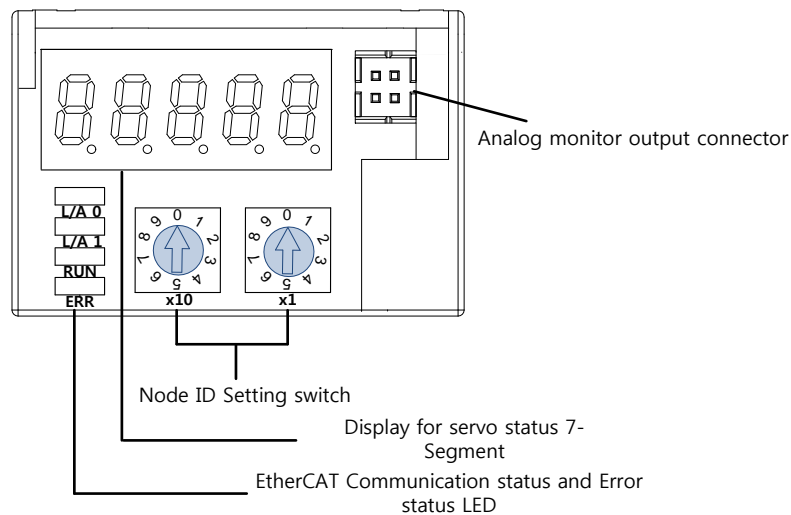 Analog monitor output connector
L/A 0
L/A 1
RUN
ERR
0 1 2 3 4 5 6 7 8 9
x10
0 1 2 3 4 5 6 7 8 9
x1
Node ID Setting switch
Display for servo status 7-
Segment
EtherCAT Communication status and Error
status LED